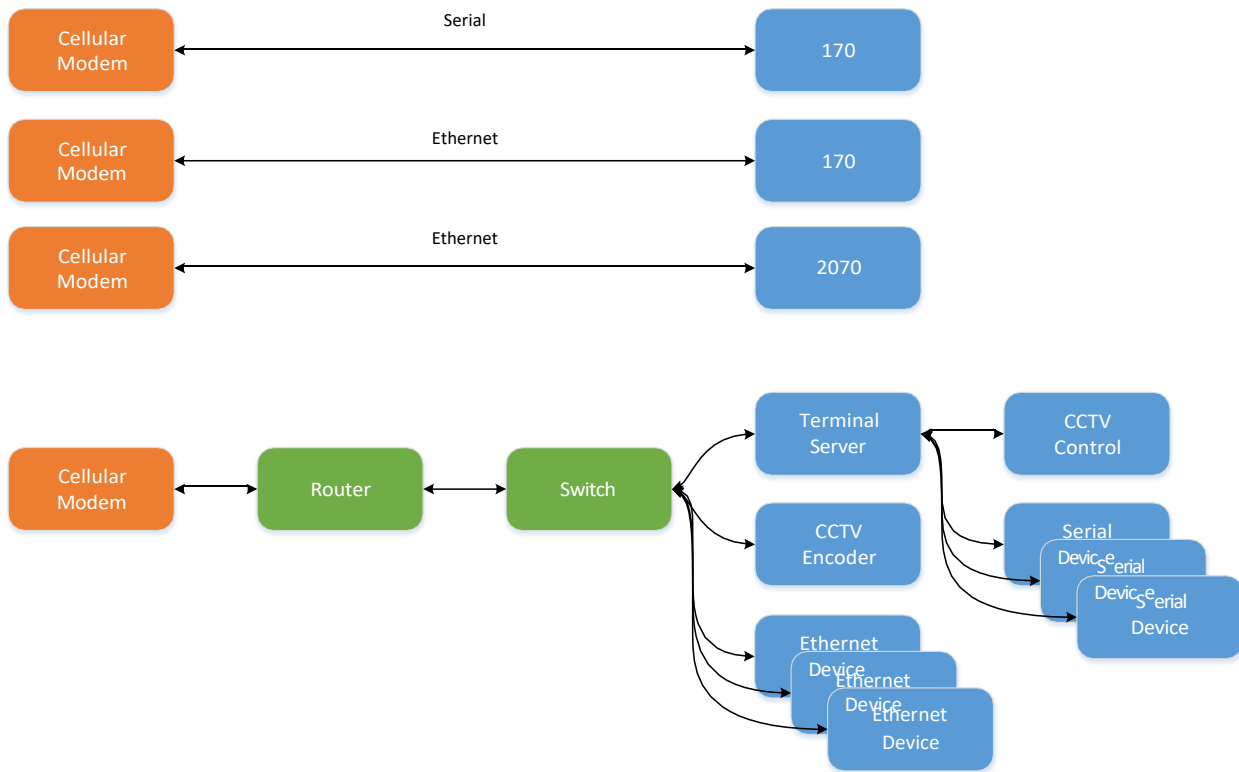 Serial
Cellular
Modem
170
Ethernet
Cellular
Modem
170
Ethernet
Cellular
Modem
2070
Terminal
Server
CCTV
Control
Cellular
Modem
Router
Switch
CCTV
Encoder
Serial
Device
Serial
Device
Serial
Device
Ethernet
Device
Ethernet
Device
Ethernet
Device